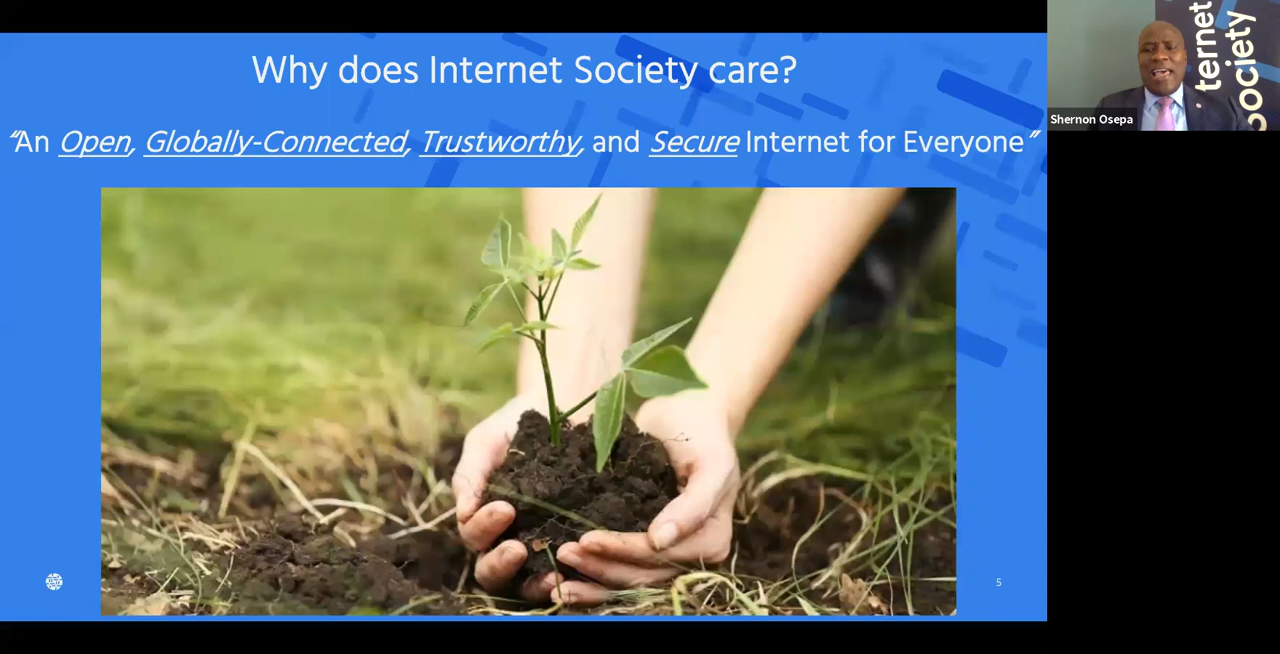 Why does Internet Society care?
“An Open, Globally-Connected, Trustworthy, and Secure Internet for Everyone”
5
ternet
ociety
Shernon Osepa